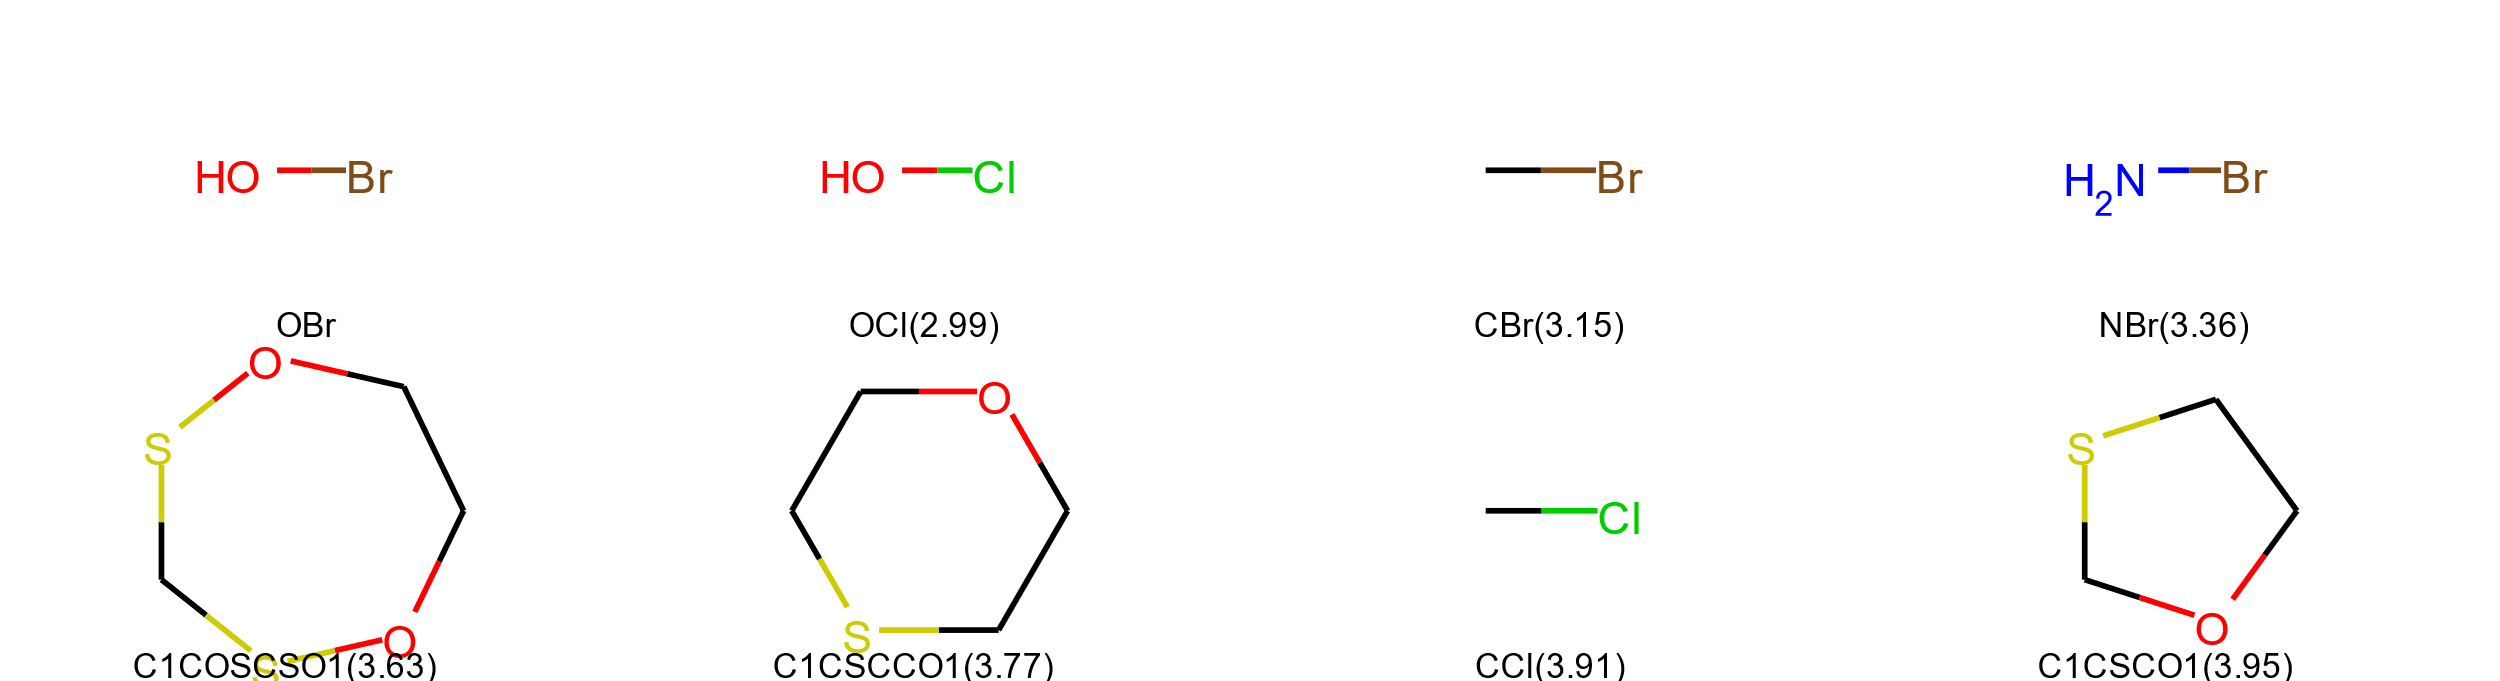 HO Br
HO Cl
Br
H2N Br
OBr
OCl(2.99)
CBr(3.15)
NBr(3.36)
O
S
O
S
C1COSCSO1(3.63)
O
S
C1CSCCO1(3.77)
Cl
CCl(3.91)
S
O
C1CSCO1(3.95)